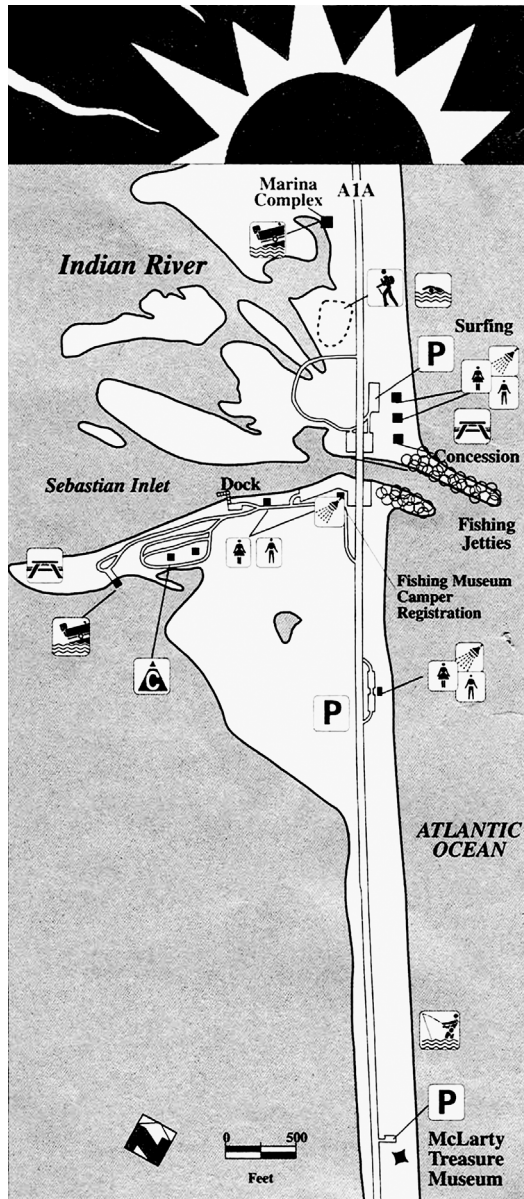 Marina
Complex
A1A
Indian River
Surfing
P
Concession
Sebastian Inlet
Dock
Fishing
Jetties
Fishing Museum
Camper
Registration
C
P
ATLANTIC
OCEAN
P
McLarty
Treasure
Museum
0 500
Feet